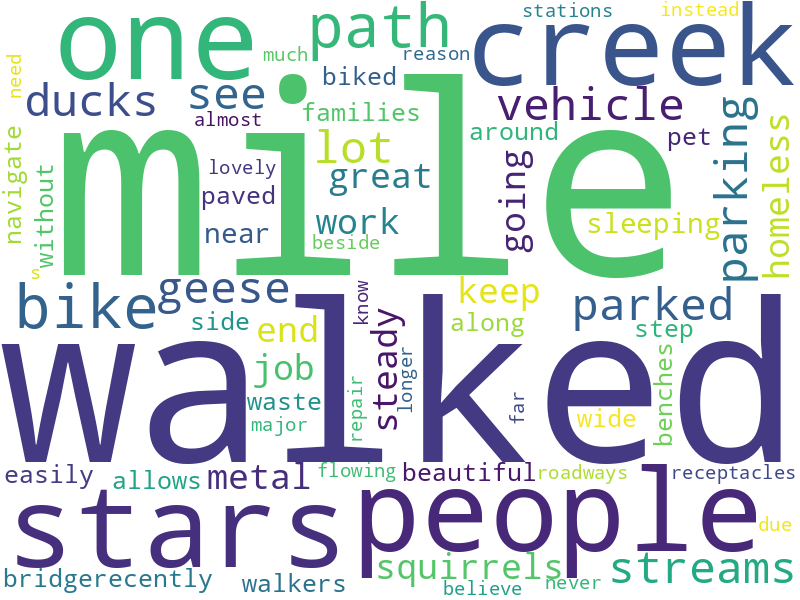 stations
instead
one
path
creek
much
reason
need
biked
ducks
see
vehicle
almost
families
around
parking
homeless
mile
lot
pet
navigate
without
lovely
great
going
paved
work
sleeping
near
beside
s
geese
keep
bike
know
parked
side
end
steady
along
step
walked
job
longer
benches
repair
waste
far
wide
major
easily
allows
metal
flowing
beautiful
roadways
receptacles
stars
people
due
squirrels
streams
bridgerecently
walkers
believe
never